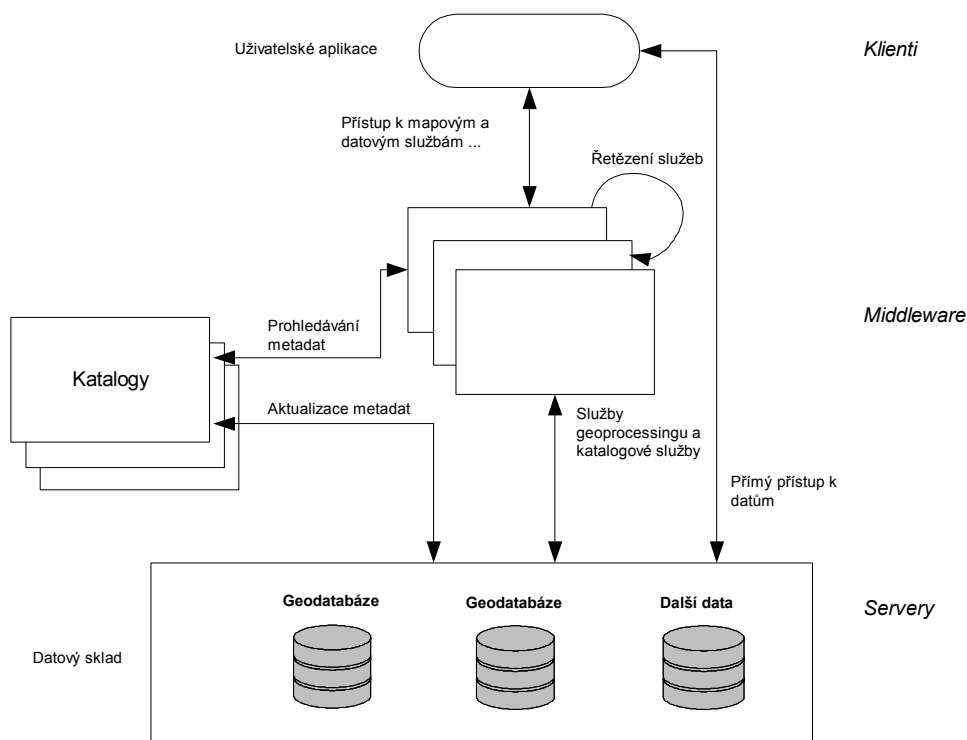 Uživatelské aplikace
Klienti
Přístup k mapovým a
datovým službám ...
Řetězení služeb
Middleware
Prohledávání
metadat
Katalogy
Aktualizace metadat
Služby
geoprocessingu a
katalogové služby
Přímý přístup k
datům
Geodatabáze
Geodatabáze
Další data
Servery
Datový sklad